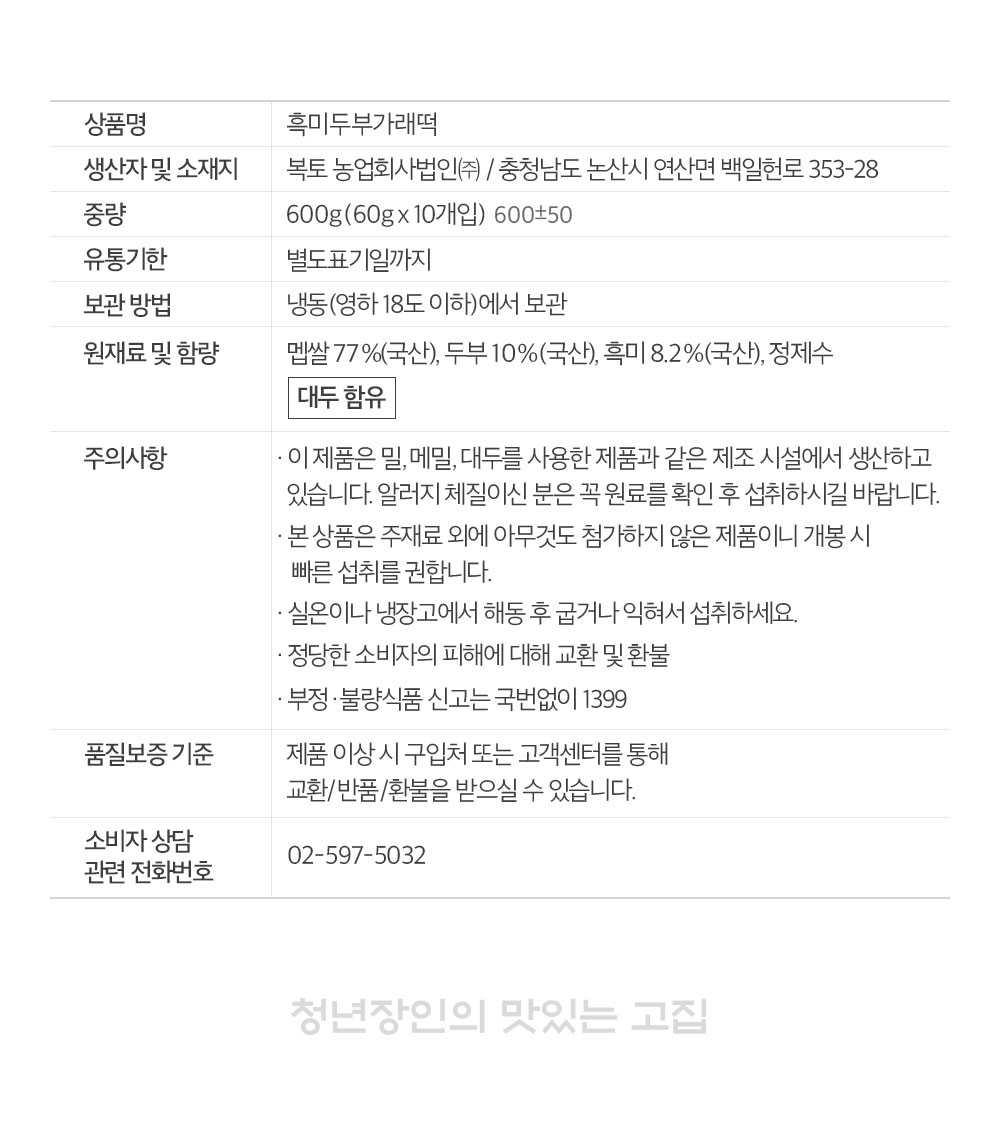 상품명 흑미두부가래떡
생산자 및 소재지 복토 농업회사법인㈜ / 충청남도 논산시 연산면 백일헌로 353-28
중량 600g(60g x 10개입) 600±50
유통기한 별도표기일까지
보관 방법 냉동(영하 18도 이하)에서 보관
원재료 및 함량 멥쌀 77%(국산), 두부 10%(국산), 흑미 8.2%(국산), 정제수
대두 함유
주의사항 · 이 제품은 밀, 메밀, 대두를 사용한 제품과 같은 제조 시설에서 생산하고
있습니다. 알러지 체질이신 분은 꼭 원료를 확인 후 섭취하시길 바랍니다.
· 본 상품은 주재료 외에 아무것도 첨가하지 않은 제품이니 개봉 시
빠른 섭취를 권합니다.
· 실온이나 냉장고에서 해동 후 굽거나 익혀서 섭취하세요.
· 정당한 소비자의 피해에 대해 교환 및 환불
· 부정·불량식품 신고는 국번없이 1399
품질보증 기준 제품 이상 시 구입처 또는 고객센터를 통해
교환/반품/환불을 받으실 수 있습니다.
소비자 상담
관련 전화번호 02-597-5032
청년장인의 맛있는 고집